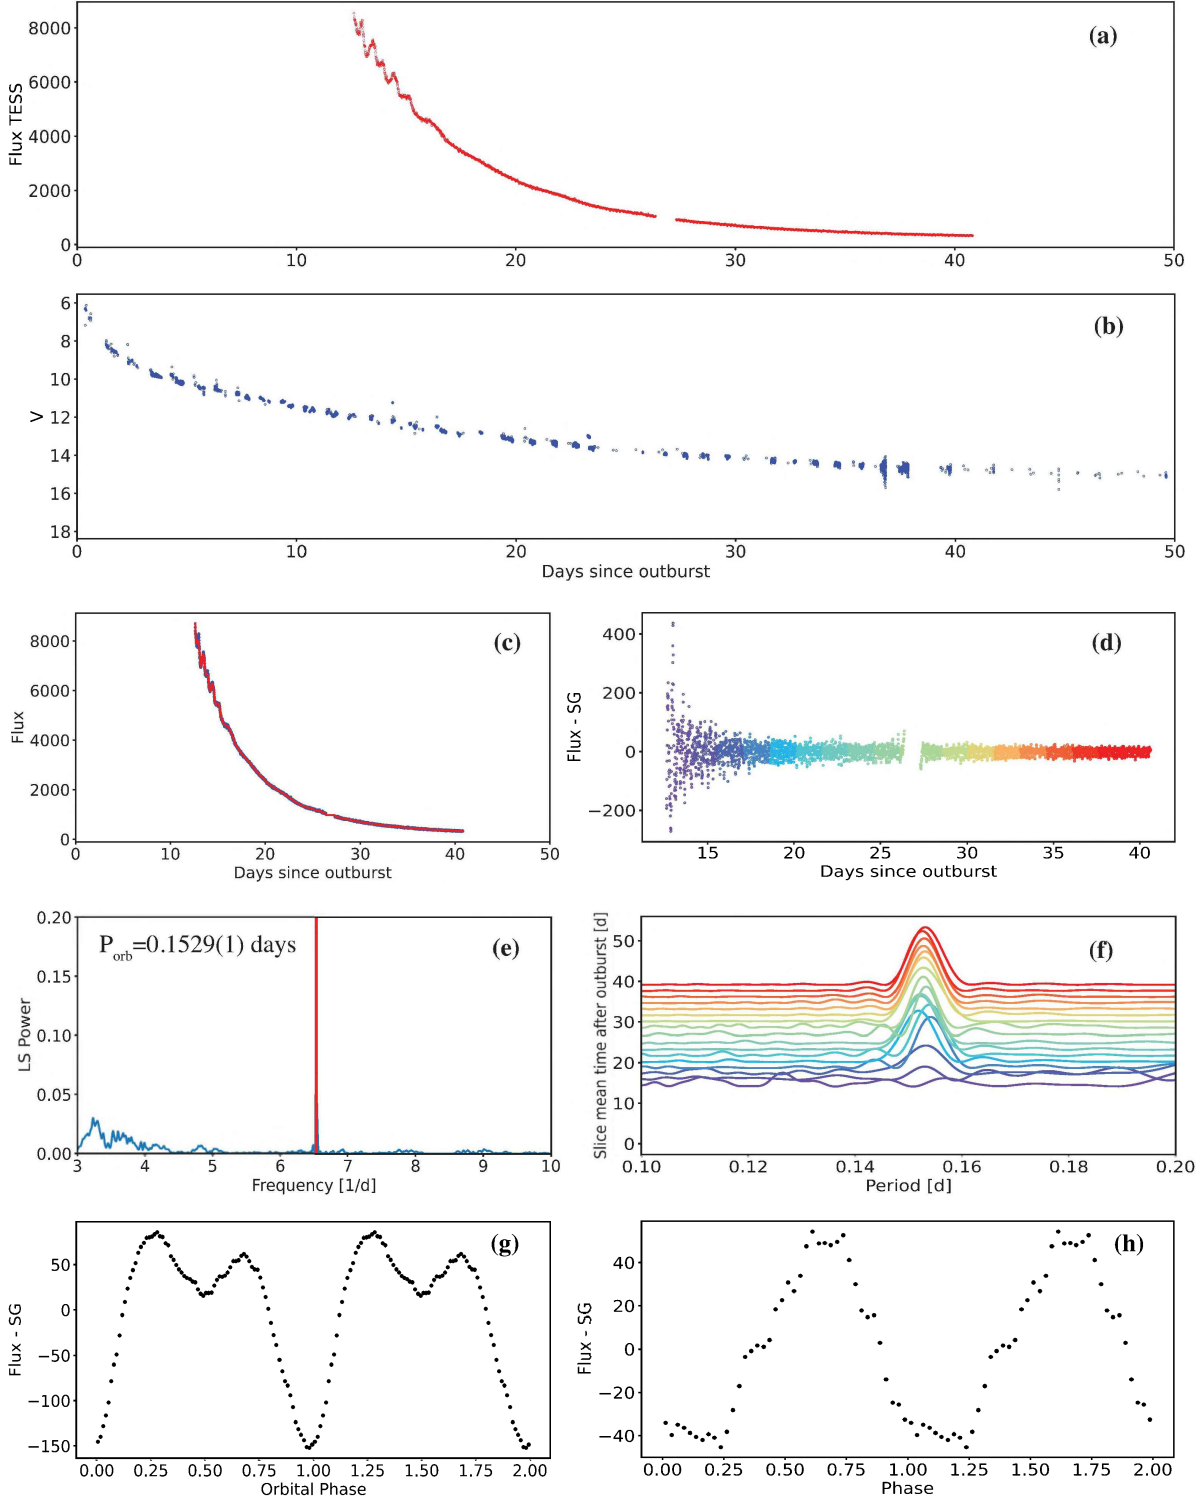 (a)
Flux TESS
8000
6000
4000
2000
0
0 10 20 30 40 50
(b)
V
6
8
10
12
14
16
18
0 10 20 30 40 50
Days since outburst
(c)
Flux
8000
6000
4000
2000
0
0 10 20 30 40 50
Days since outburst
(d)
Flux - SG
400
200
0
−200
15 20 25 30 35 40
Days since outburst
(e)
P_orb=0.1529(1) days
LS Power
0.20
0.15
0.10
0.05
0.00
3 4 5 6 7 8 9 10
Frequency [1/d]
(f)
Slice mean time after outburst [d]
50
40
30
20
10
0
0.10 0.12 0.14 0.16 0.18 0.20
Period [d]
(g)
Flux - SG
50
0
−50
−100
−150
0.00 0.25 0.50 0.75 1.00 1.25 1.50 1.75 2.00
Orbital Phase
(h)
Flux - SG
40
20
0
−20
−40
0.00 0.25 0.50 0.75 1.00 1.25 1.50 1.75 2.00
Phase